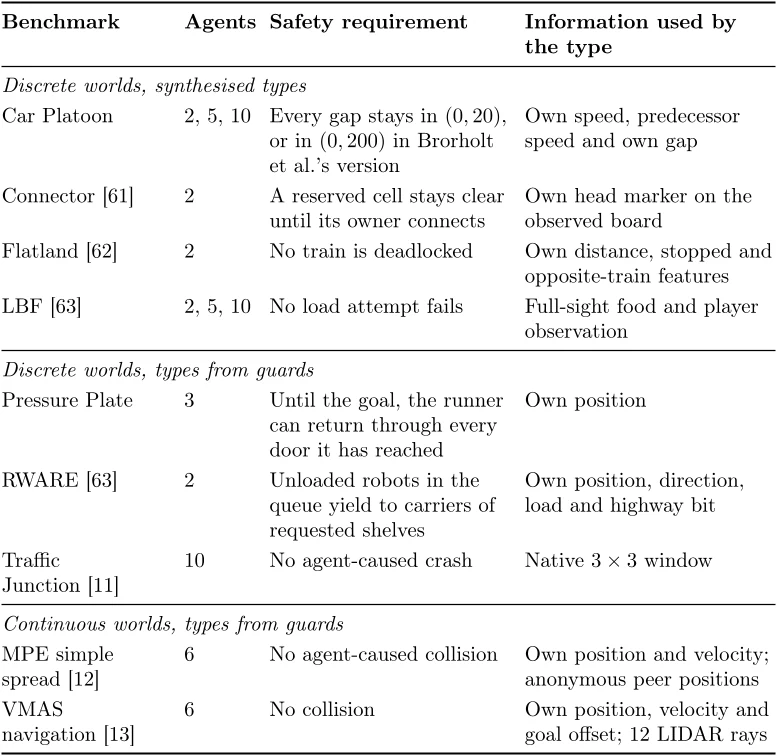 Benchmark Agents Safety requirement Information used by
the type
Discrete worlds, synthesised types
Car Platoon 2, 5, 10 Every gap stays in (0, 20), Own speed, predecessor
or in (0, 200) in Brorholt speed and own gap
et al.'s version
Connector [61] 2 A reserved cell stays clear Own head marker on the
until its owner connects observed board
Flatland [62] 2 No train is deadlocked Own distance, stopped and
opposite-train features
LBF [63] 2, 5, 10 No load attempt fails Full-sight food and player
observation
Discrete worlds, types from guards
Pressure Plate 3 Until the goal, the runner Own position
can return through every
door it has reached
RWARE [63] 2 Unloaded robots in the Own position, direction,
queue yield to carriers of load and highway bit
requested shelves
Traffic 10 No agent-caused crash Native 3 × 3 window
Junction [11]
Continuous worlds, types from guards
MPE simple 6 No agent-caused collision Own position and velocity;
spread [12] anonymous peer positions
VMAS 6 No collision Own position, velocity and
navigation [13] goal offset; 12 LIDAR rays